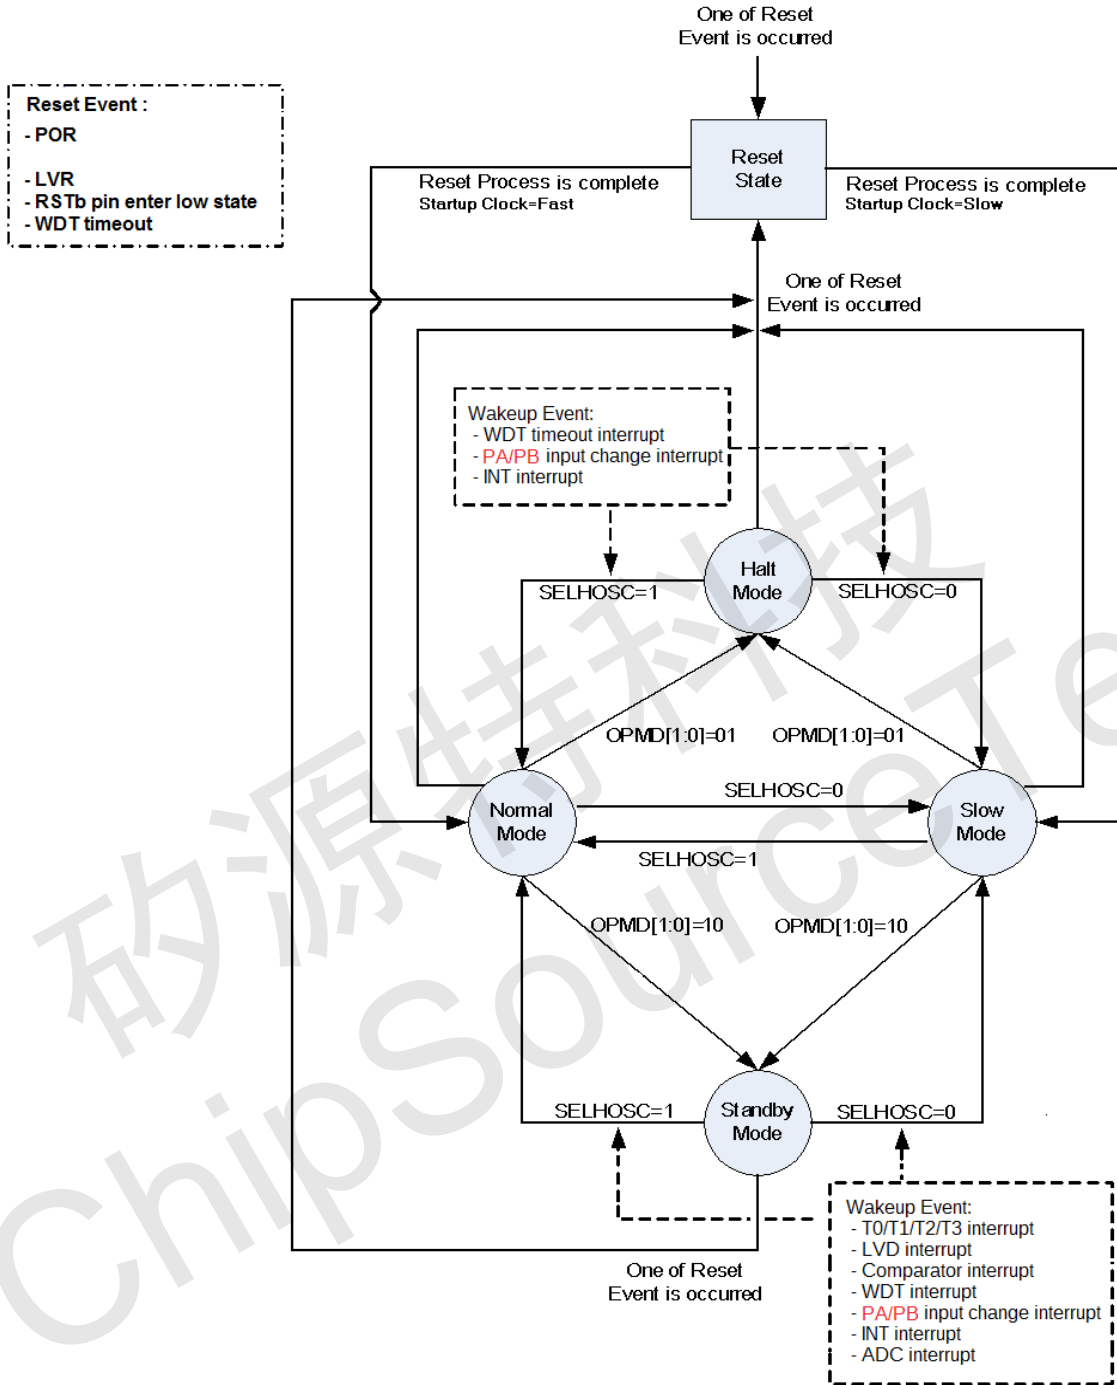 One of Reset
Event is occurred
Reset Event :
- POR
- LVR
- RSTb pin enter low state
- WDT timeout
Reset
State
Reset Process is complete
Startup Clock=Fast
Reset Process is complete
Startup Clock=Slow
One of Reset
Event is occurred
Wakeup Event:
- WDT timeout interrupt
- PA/PB input change interrupt
- INT interrupt
Halt
Mode
SELHOSC=1
SELHOSC=0
OPMD[1:0]=01
OPMD[1:0]=01
Normal
Mode
SELHOSC=0
SELHOSC=1
Slow
Mode
OPMD[1:0]=10
OPMD[1:0]=10
Standby
Mode
SELHOSC=1
SELHOSC=0
One of Reset
Event is occurred
Wakeup Event:
- T0/T1/T2/T3 interrupt
- LVD interrupt
- Comparator interrupt
- WDT interrupt
- PA/PB input change interrupt
- INT interrupt
- ADC interrupt
矽源特科技
ChipSourceTe